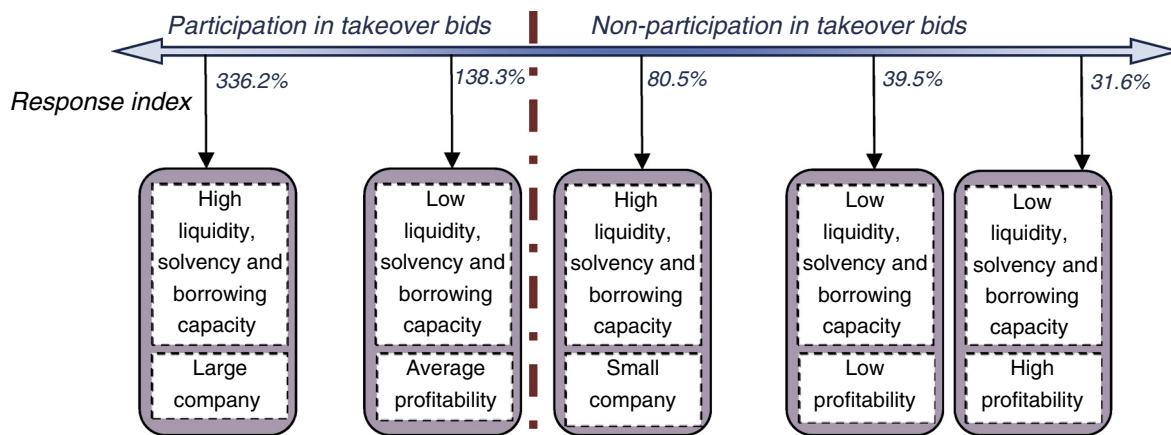 Participation in takeover bids
Non-participation in takeover bids
Response index
336.2%
138.3%
80.5%
39.5%
31.6%
High
liquidity,
solvency and
borrowing
capacity
Large
company
Low
liquidity,
solvency and
borrowing
capacity
Average
profitability
High
liquidity,
solvency and
borrowing
capacity
Small
company
Low
liquidity,
solvency and
borrowing
capacity
Low
profitability
Low
liquidity,
solvency and
borrowing
capacity
High
profitability